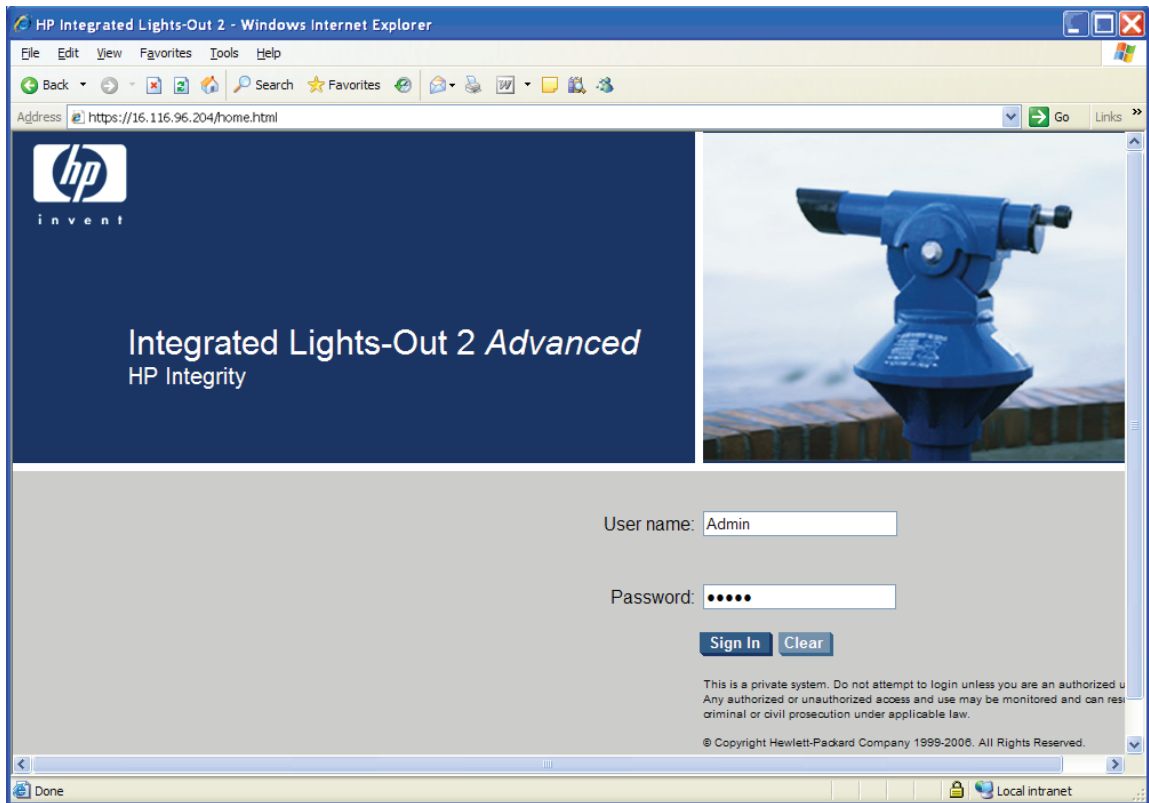 HP Integrated Lights-Out 2 - Windows Internet Explorer
File Edit View Favorites Tools Help
Back Search Favorites
Address https://16.116.96.204/home.html Go Links »
hp
invent
Integrated Lights-Out 2 Advanced
HP Integrity
User name: Admin
Password: •••••
Sign In Clear
This is a private system. Do not attempt to login unless you are an authorized u
Any authorized or unauthorized access and use may be monitored and can res
criminal or civil prosecution under applicable law.
© Copyright Hewlett-Packard Company 1999-2006. All Rights Reserved.
Done Local intranet